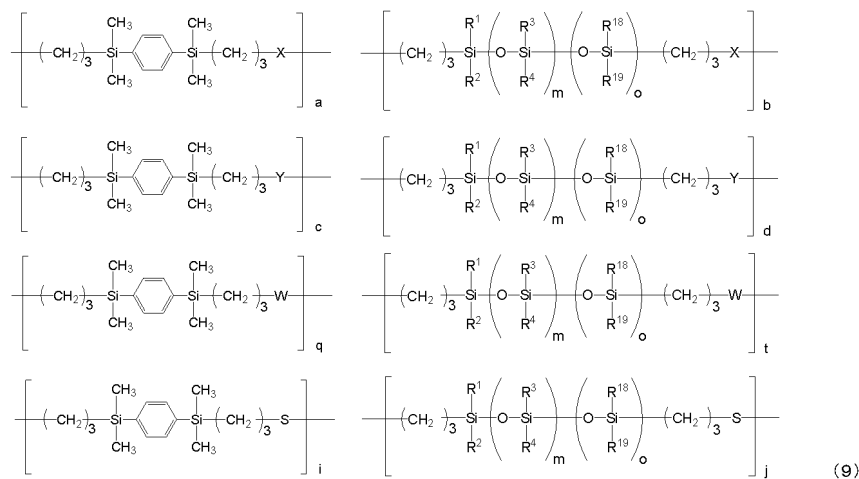 CH₃ CH₃ R¹ R³ R¹⁸
(CH₂)₃ Si Si (CH₂)₃ X (CH₂)₃ Si (O Si)m (O Si)o (CH₂)₃ X
CH₃ CH₃ R² R⁴ R¹⁹
a b
CH₃ CH₃ R¹ R³ R¹⁸
(CH₂)₃ Si Si (CH₂)₃ Y (CH₂)₃ Si (O Si)m (O Si)o (CH₂)₃ Y
CH₃ CH₃ R² R⁴ R¹⁹
c d
CH₃ CH₃ R¹ R³ R¹⁸
(CH₂)₃ Si Si (CH₂)₃ W (CH₂)₃ Si (O Si)m (O Si)o (CH₂)₃ W
CH₃ CH₃ R² R⁴ R¹⁹
q t
CH₃ CH₃ R¹ R³ R¹⁸
(CH₂)₃ Si Si (CH₂)₃ S (CH₂)₃ Si (O Si)m (O Si)o (CH₂)₃ S
CH₃ CH₃ R² R⁴ R¹⁹
i j (9)